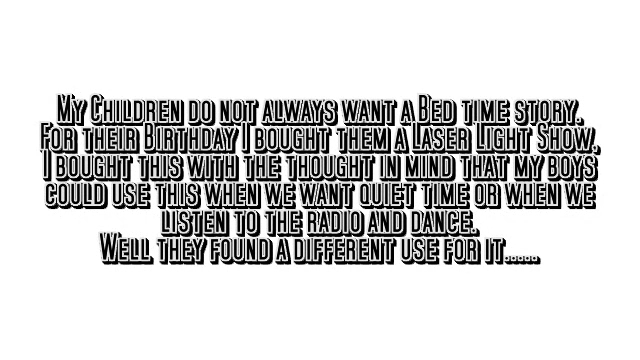 My Children do not always want a Bed time story.
For their Birthday I bought them a Laser Light Show,
I bought this with the thought in mind that my boys
could use this when we want quiet time or when we
listen to the radio and dance.
Well they found a different use for it.....